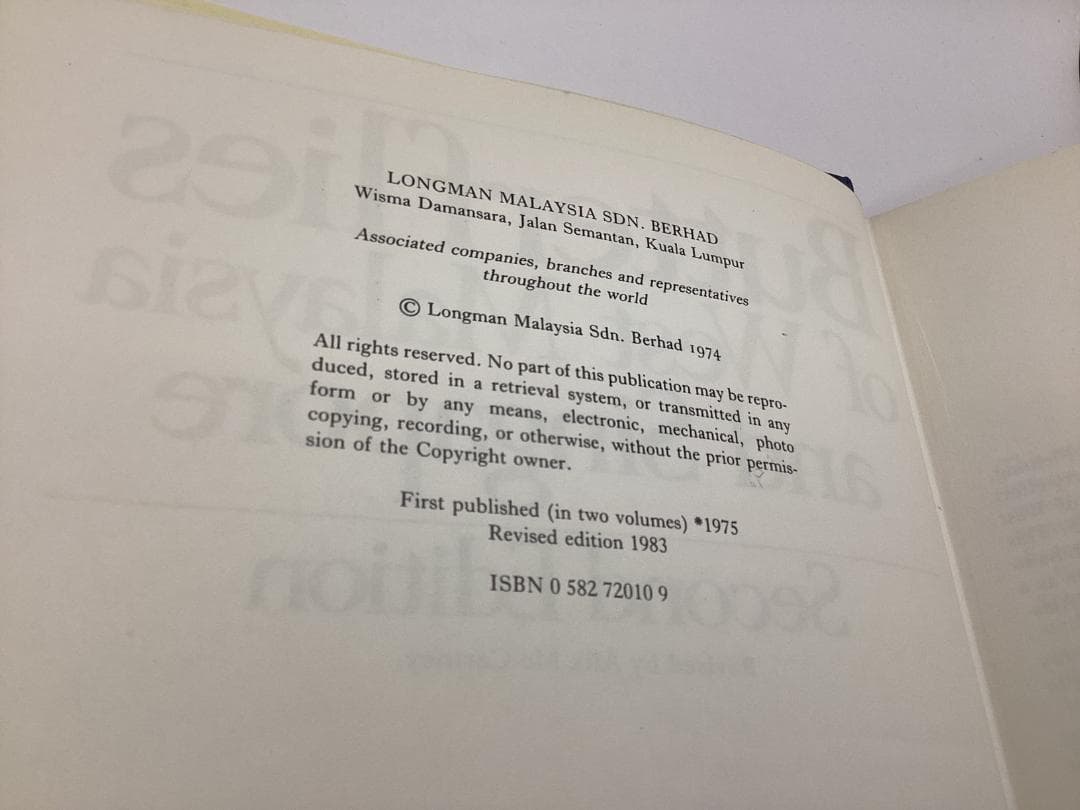 LONGMAN MALAYSIA SDN. BERHAD
Wisma Damansara, Jalan Semantan, Kuala Lumpur
Associated companies, branches and representatives
throughout the world
© Longman Malaysia Sdn. Berhad 1974
All rights reserved. No part of this publication may be repro-
duced, stored in a retrieval system, or transmitted in any
form or by any means, electronic, mechanical, photo
copying, recording, or otherwise, without the prior permis-
sion of the Copyright owner.
First published (in two volumes) *1975
Revised edition 1983
ISBN 0 582 72010 9